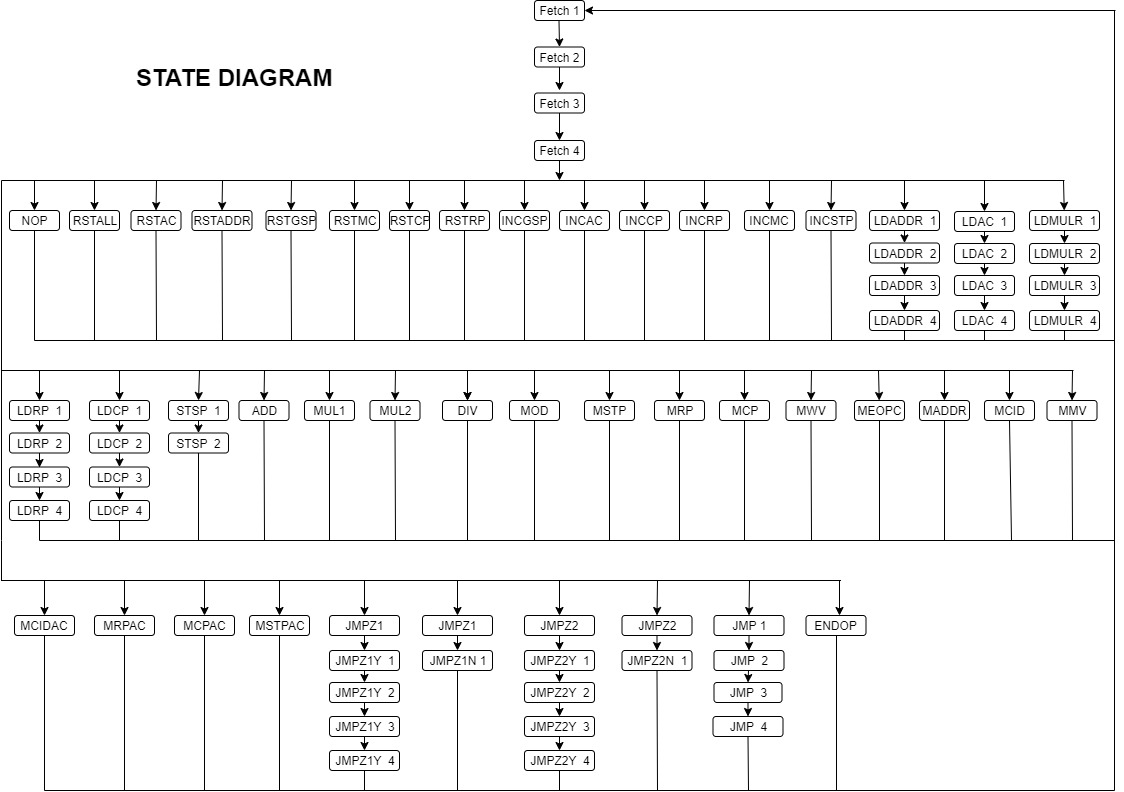 Fetch 1
Fetch 2
STATE DIAGRAM
Fetch 3
Fetch 4
NOP RSTALL RSTAC RSTADDR RSTGSP RSTMC RSTCP RSTRP INCGSP INCAC INCCP INCRP INCMC INCSTP LDADDR 1 LDAC 1 LDMULR 1
LDADDR 2 LDAC 2 LDMULR 2
LDADDR 3 LDAC 3 LDMULR 3
LDADDR 4 LDAC 4 LDMULR 4
LDRP 1 LDCP 1 STSP 1 ADD MUL1 MUL2 DIV MOD MSTP MRP MCP MWV MEOPC MADDR MCID MMV
LDRP 2 LDCP 2 STSP 2
LDRP 3 LDCP 3
LDRP 4 LDCP 4
MCIDAC MRPAC MCPAC MSTPAC JMPZ1 JMPZ1 JMPZ2 JMPZ2 JMP 1 ENDOP
JMPZ1Y 1 JMPZ1N 1 JMPZ2Y 1 JMPZ2N 1 JMP 2
JMPZ1Y 2 JMPZ2Y 2 JMP 3
JMPZ1Y 3 JMPZ2Y 3 JMP 4
JMPZ1Y 4 JMPZ2Y 4